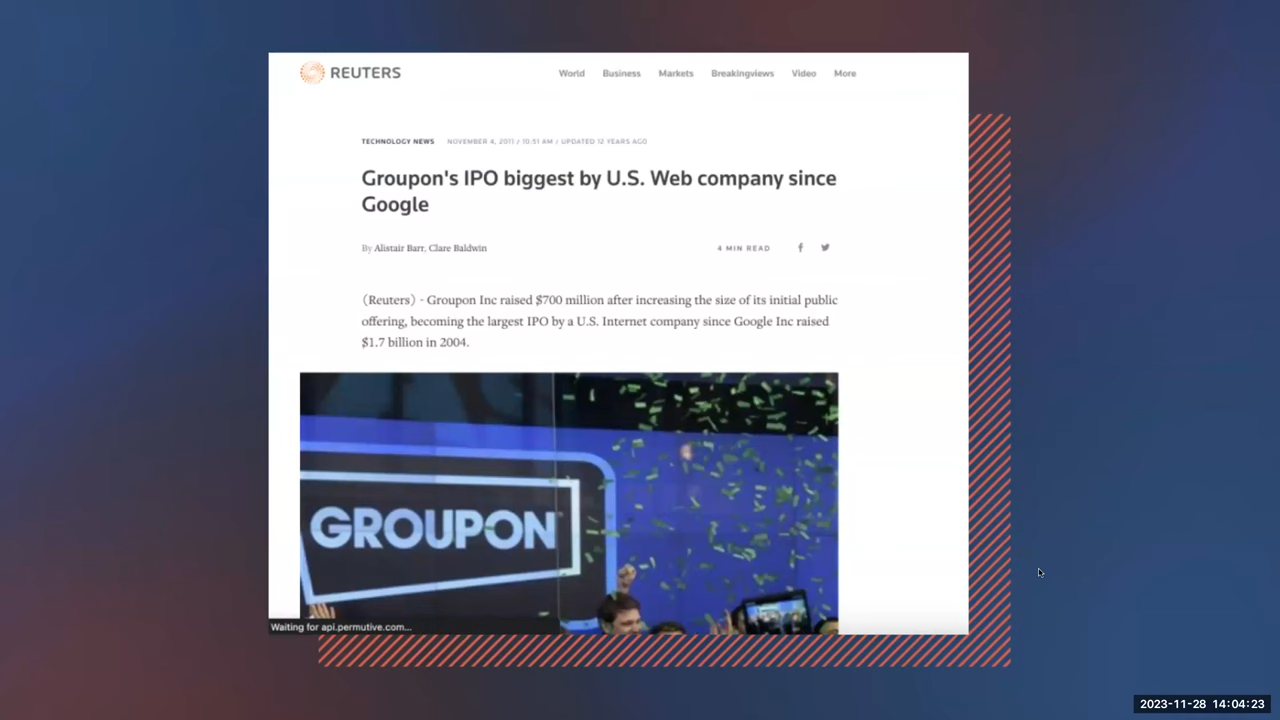 REUTERS
World Business Markets Breakingviews Video More
TECHNOLOGY NEWS NOVEMBER 4, 2011 / 10:51 AM / UPDATED 12 YEARS AGO
Groupon's IPO biggest by U.S. Web company since
Google
By Alistair Barr, Clare Baldwin
4 MIN READ
(Reuters) - Groupon Inc raised $700 million after increasing the size of its initial public
offering, becoming the largest IPO by a U.S. Internet company since Google Inc raised
$1.7 billion in 2004.
GROUPON
Waiting for api.permutive.com...
2023-11-28 14:04:23